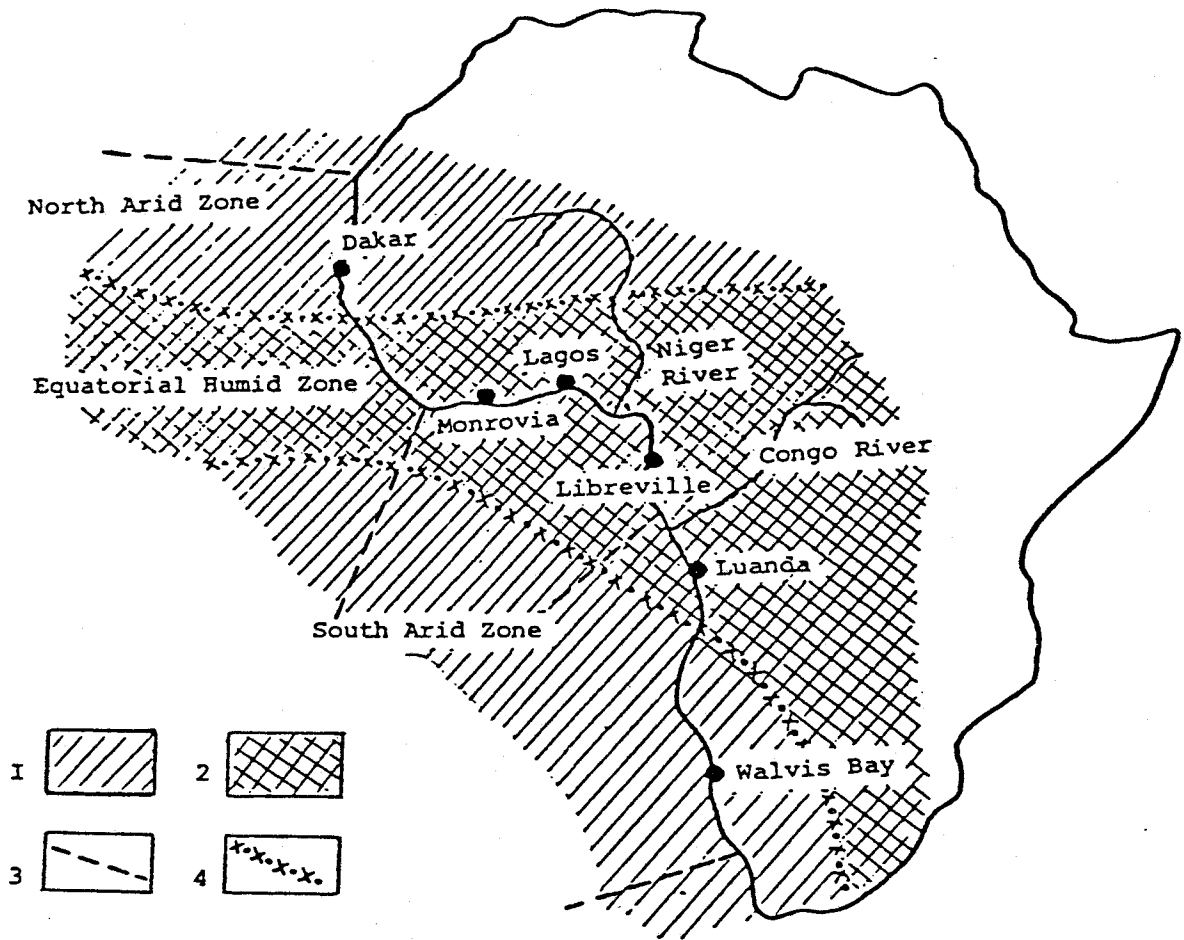 North Arid Zone
Dakar
Lagos
Niger
River
Equatorial Humid Zone
Monrovia
Congo River
Libreville
Luanda
South Arid Zone
Walvis Bay
I
2
3
4